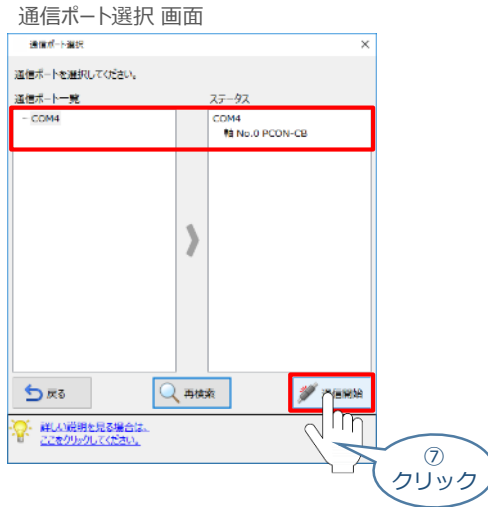 通信ポート選択 画面
通信ポート選択
通信ポートを選択してください。
通信ポート一覧 ステータス
COM4 COM4
軸 No.0 PCON-CB
戻る 再検索 通信開始
詳しい説明を見る場合は、
ここをクリックしてください。
⑦
クリック